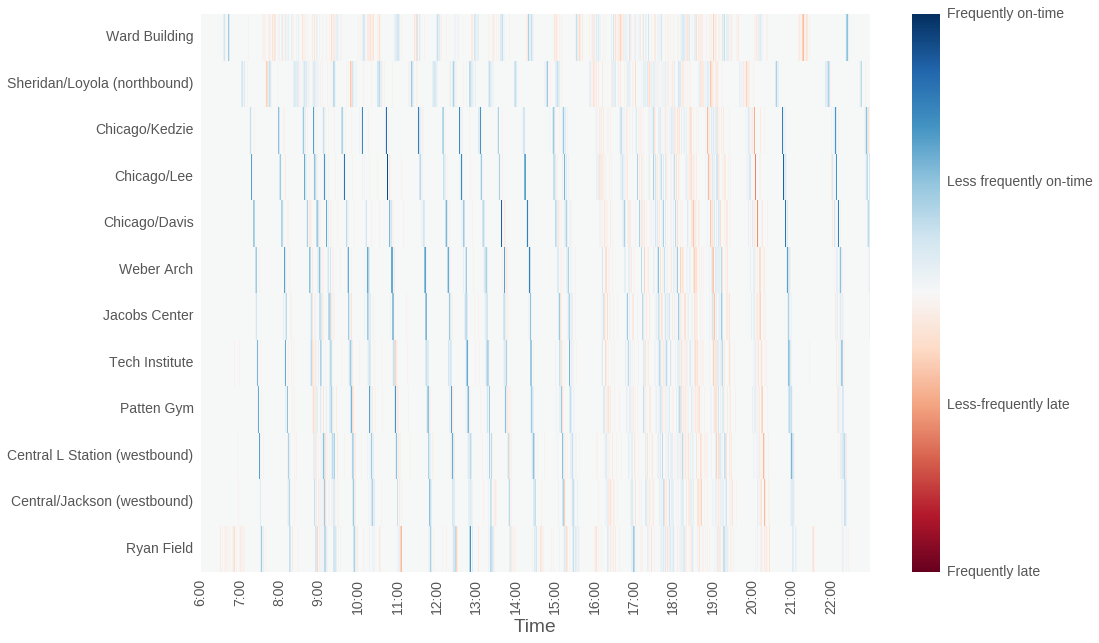 Ward Building
Sheridan/Loyola (northbound)
Chicago/Kedzie
Chicago/Lee
Chicago/Davis
Weber Arch
Jacobs Center
Tech Institute
Patten Gym
Central L Station (westbound)
Central/Jackson (westbound)
Ryan Field
6:00
7:00
8:00
9:00
10:00
11:00
12:00
13:00
14:00
15:00
16:00
17:00
18:00
19:00
20:00
21:00
22:00
Time
Frequently on-time
Less frequently on-time
Less-frequently late
Frequently late